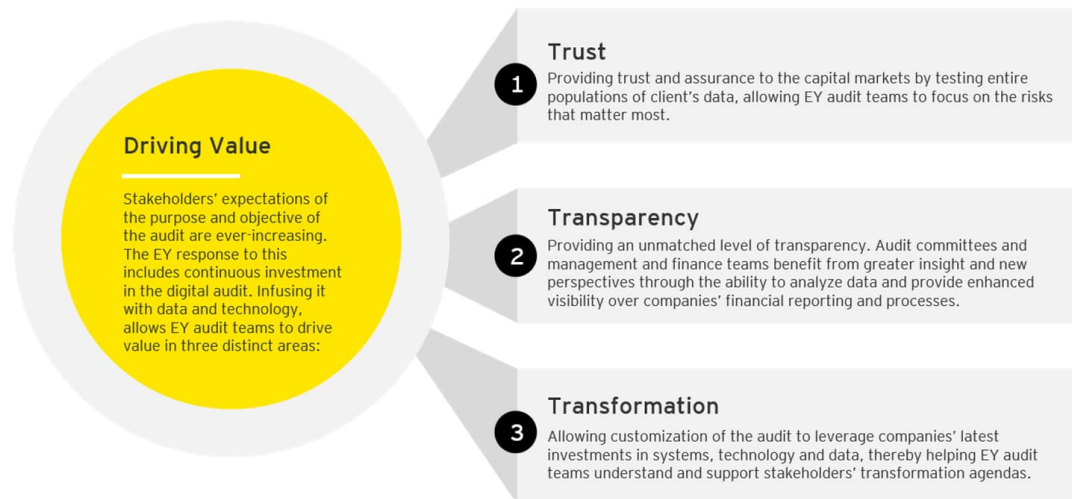 Driving Value
Stakeholders' expectations of
the purpose and objective of
the audit are ever-increasing.
The EY response to this
includes continuous investment
in the digital audit. Infusing it
with data and technology,
allows EY audit teams to drive
value in three distinct areas:
1
Trust
Providing trust and assurance to the capital markets by testing entire
populations of client's data, allowing EY audit teams to focus on the risks
that matter most.
2
Transparency
Providing an unmatched level of transparency. Audit committees and
management and finance teams benefit from greater insight and new
perspectives through the ability to analyze data and provide enhanced
visibility over companies' financial reporting and processes.
3
Transformation
Allowing customization of the audit to leverage companies' latest
investments in systems, technology and data, thereby helping EY audit
teams understand and support stakeholders' transformation agendas.